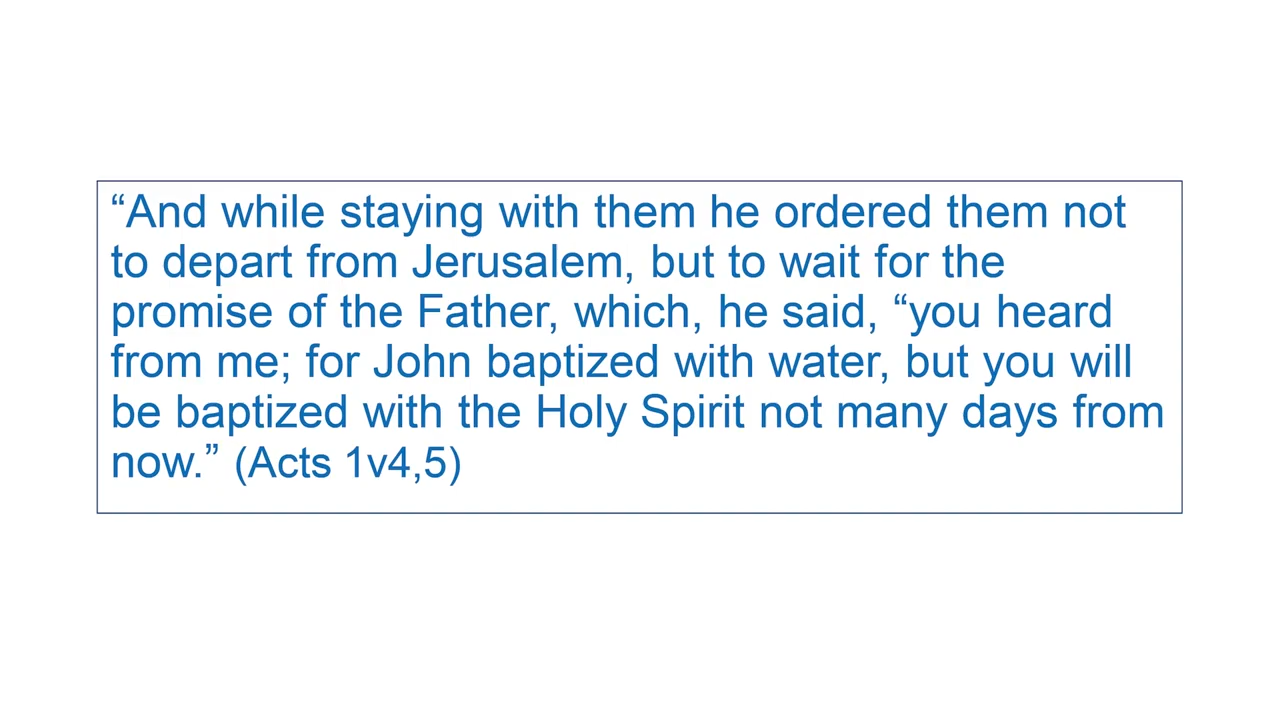 “And while staying with them he ordered them not
to depart from Jerusalem, but to wait for the
promise of the Father, which, he said, “you heard
from me; for John baptized with water, but you will
be baptized with the Holy Spirit not many days from
now.” (Acts 1v4,5)